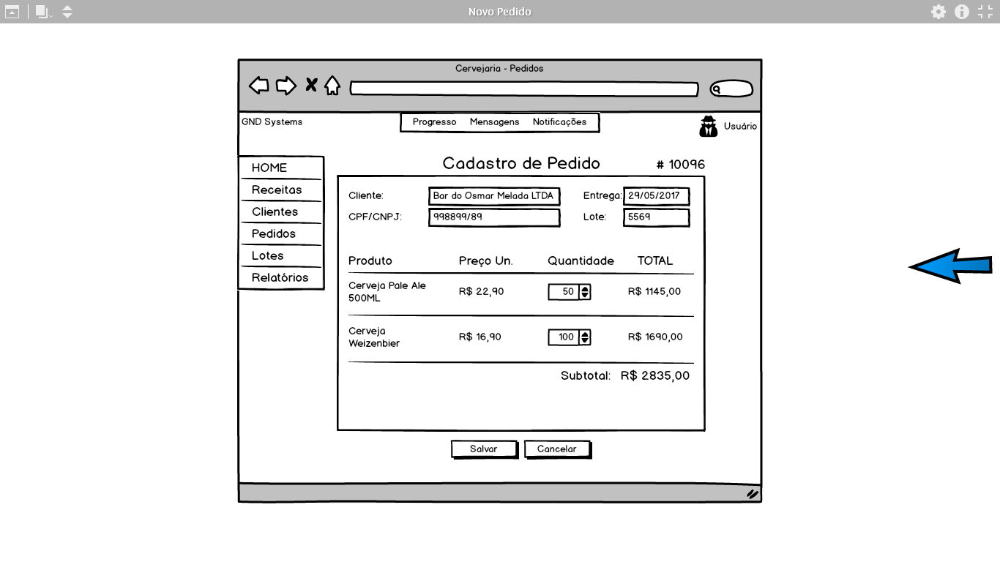 Novo Pedido
Cervejaria - Pedidos
GND Systems
Progresso Mensagens Notificações
Usuário
HOME
Receitas
Clientes
Pedidos
Lotes
Relatórios
Cadastro de Pedido # 10096
Cliente: Bar do Osmar Melada LTDA Entrega: 29/05/2017
CPF/CNPJ: 998899/89 Lote: 5569
Produto Preço Un. Quantidade TOTAL
Cerveja Pale Ale
500ML R$ 22,90 50 R$ 1145,00
Cerveja
Weizenbier R$ 16,90 100 R$ 1690,00
Subtotal: R$ 2835,00
Salvar Cancelar